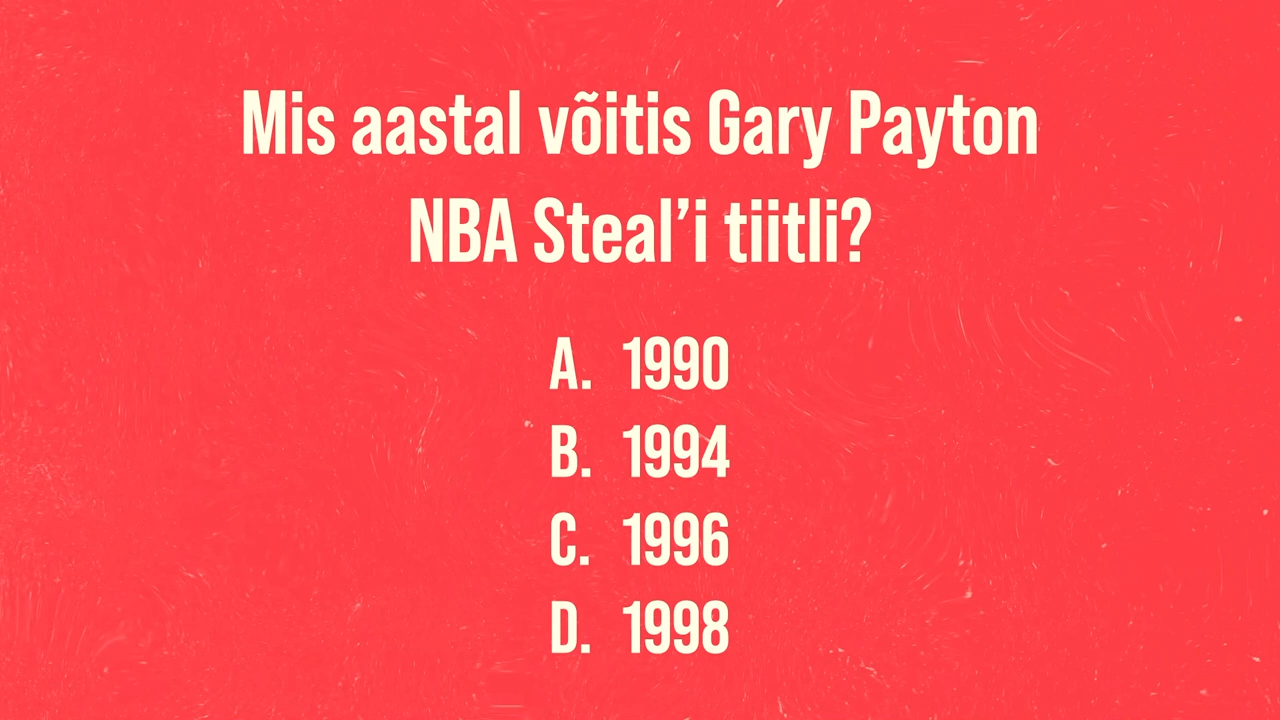 Mis aastal võitis Gary Payton
NBA Steal’i tiitli?
A. 1990
B. 1994
C. 1996
D. 1998